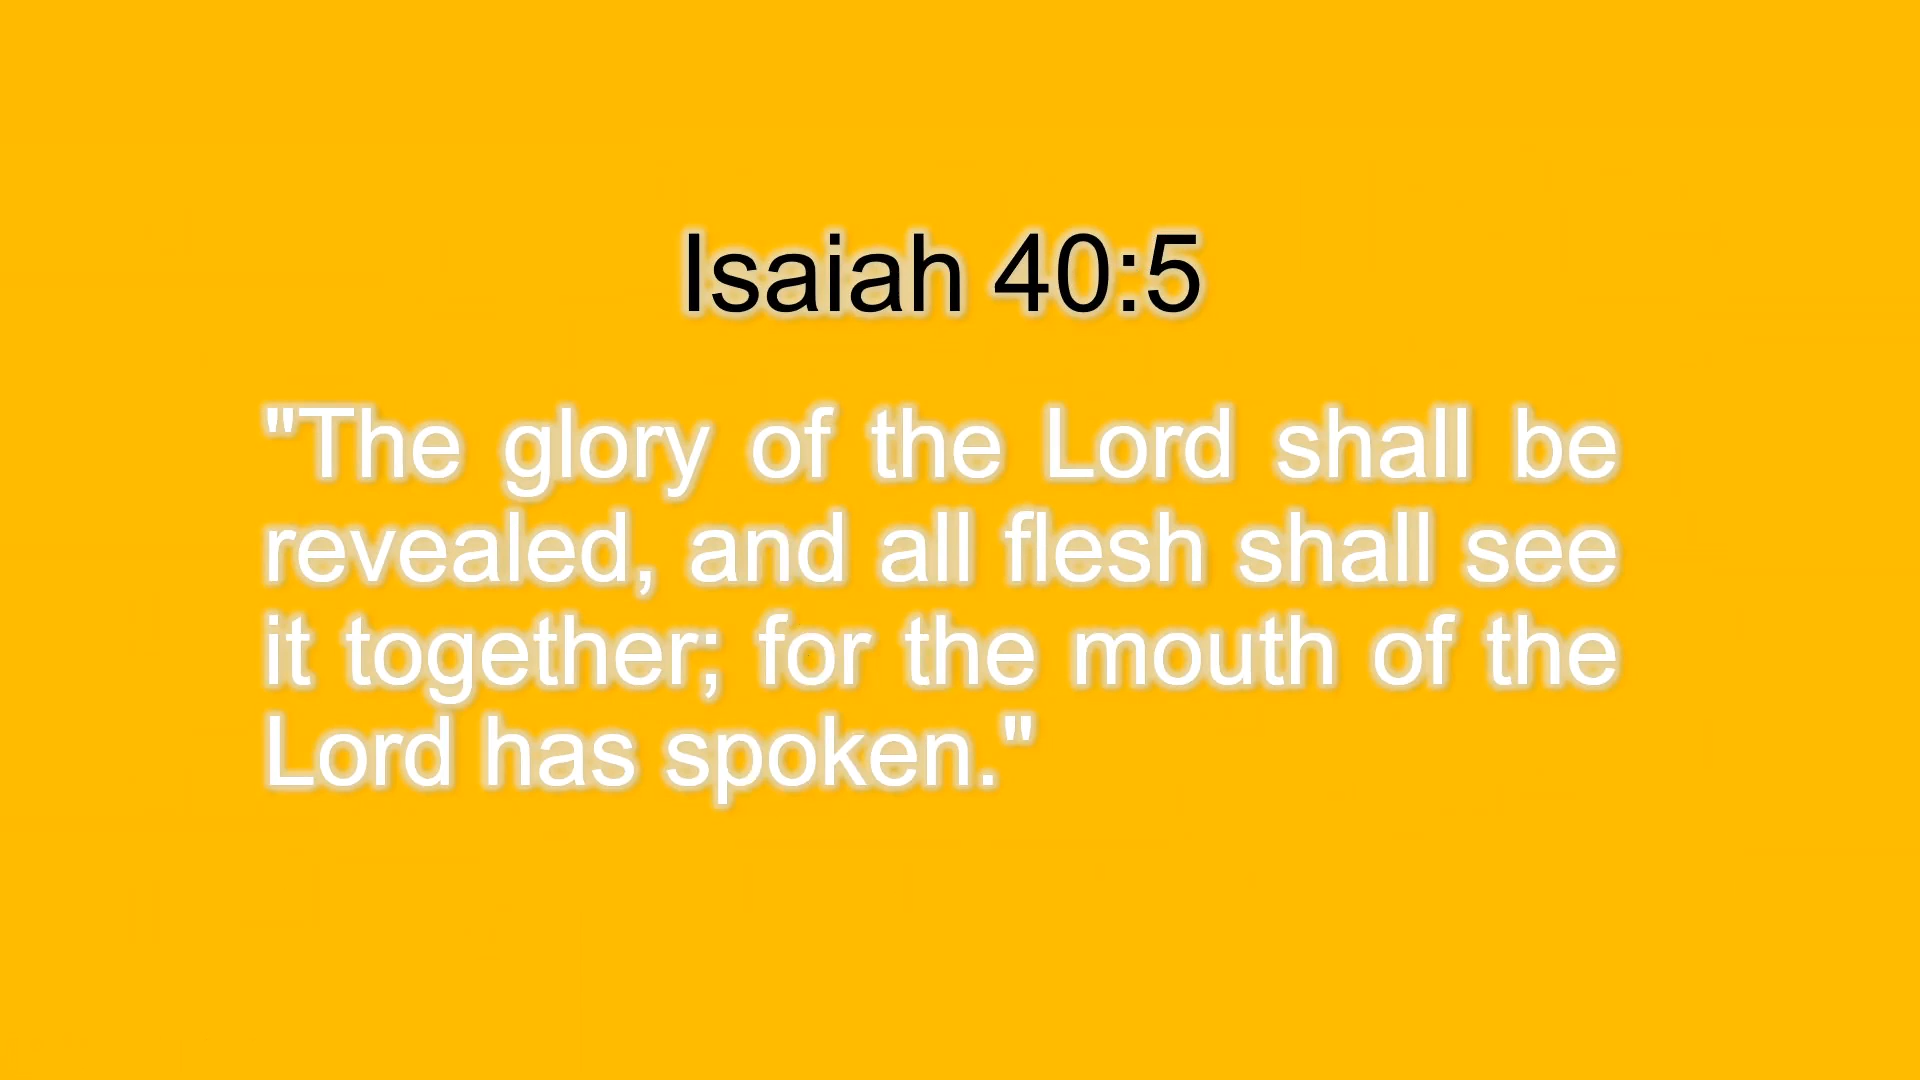 Isaiah 40:5
"The glory of the Lord shall be
revealed, and all flesh shall see
it together; for the mouth of the
Lord has spoken."